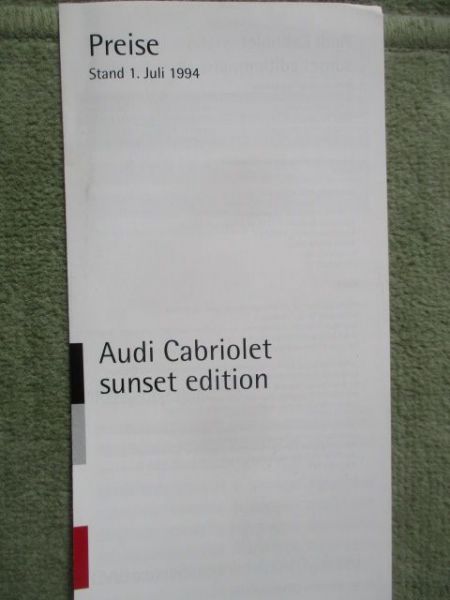 Preise
Stand 1. Juli 1994
Audi Cabriolet
sunset edition